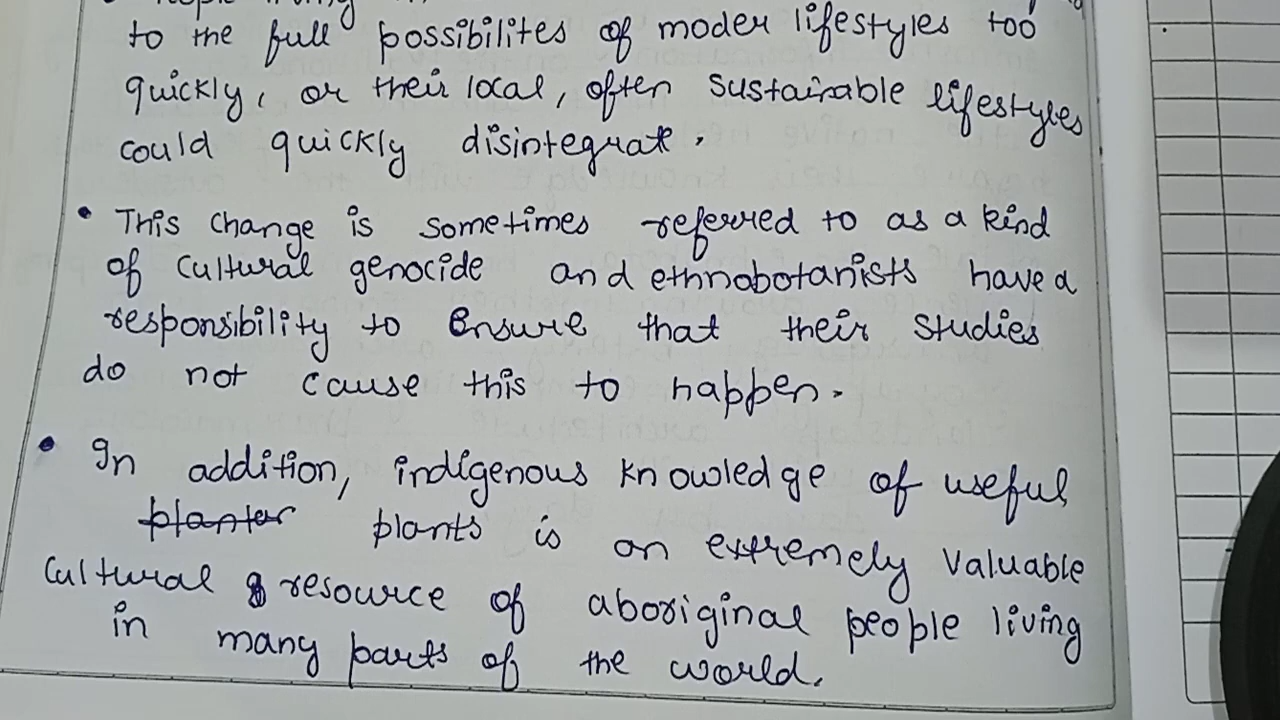 to the full possibilites of moder lifestyles too
quickly, or their local, often sustainable lifestyles
could quickly disintegrat.
• This change is sometimes referred to as a kind
of cultural genocide and ethnobotanists have a
responsibility to ensure that their studies
do not cause this to happen.
• In addition, indigenous knowledge of useful
planter plants is an extremely valuable
cultural resource of aboriginal people living
in many parts of the world.